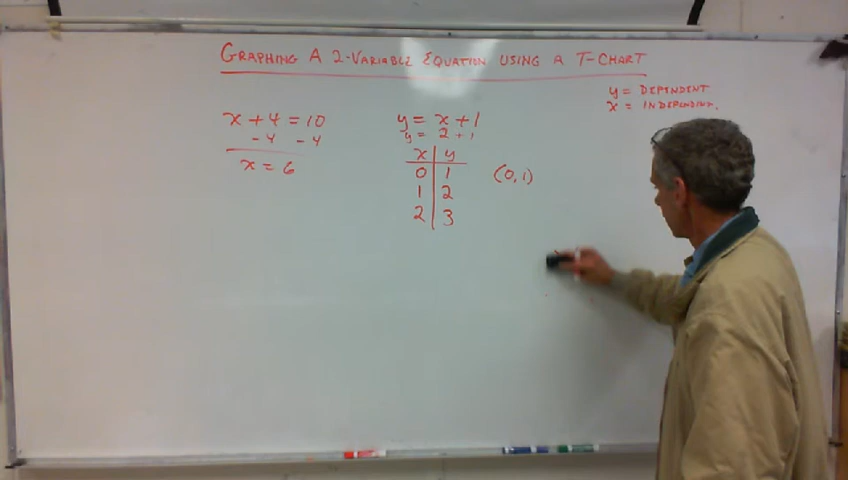 GRAPHING A 2-VARIABLE EQUATION USING A T-CHART
y = DEPENDENT
x = INDEPENDENT.
x + 4 = 10
- 4 - 4
x = 6
y = x + 1
y = 2 + 1
x y
0 1
1 2
2 3
(0,1)